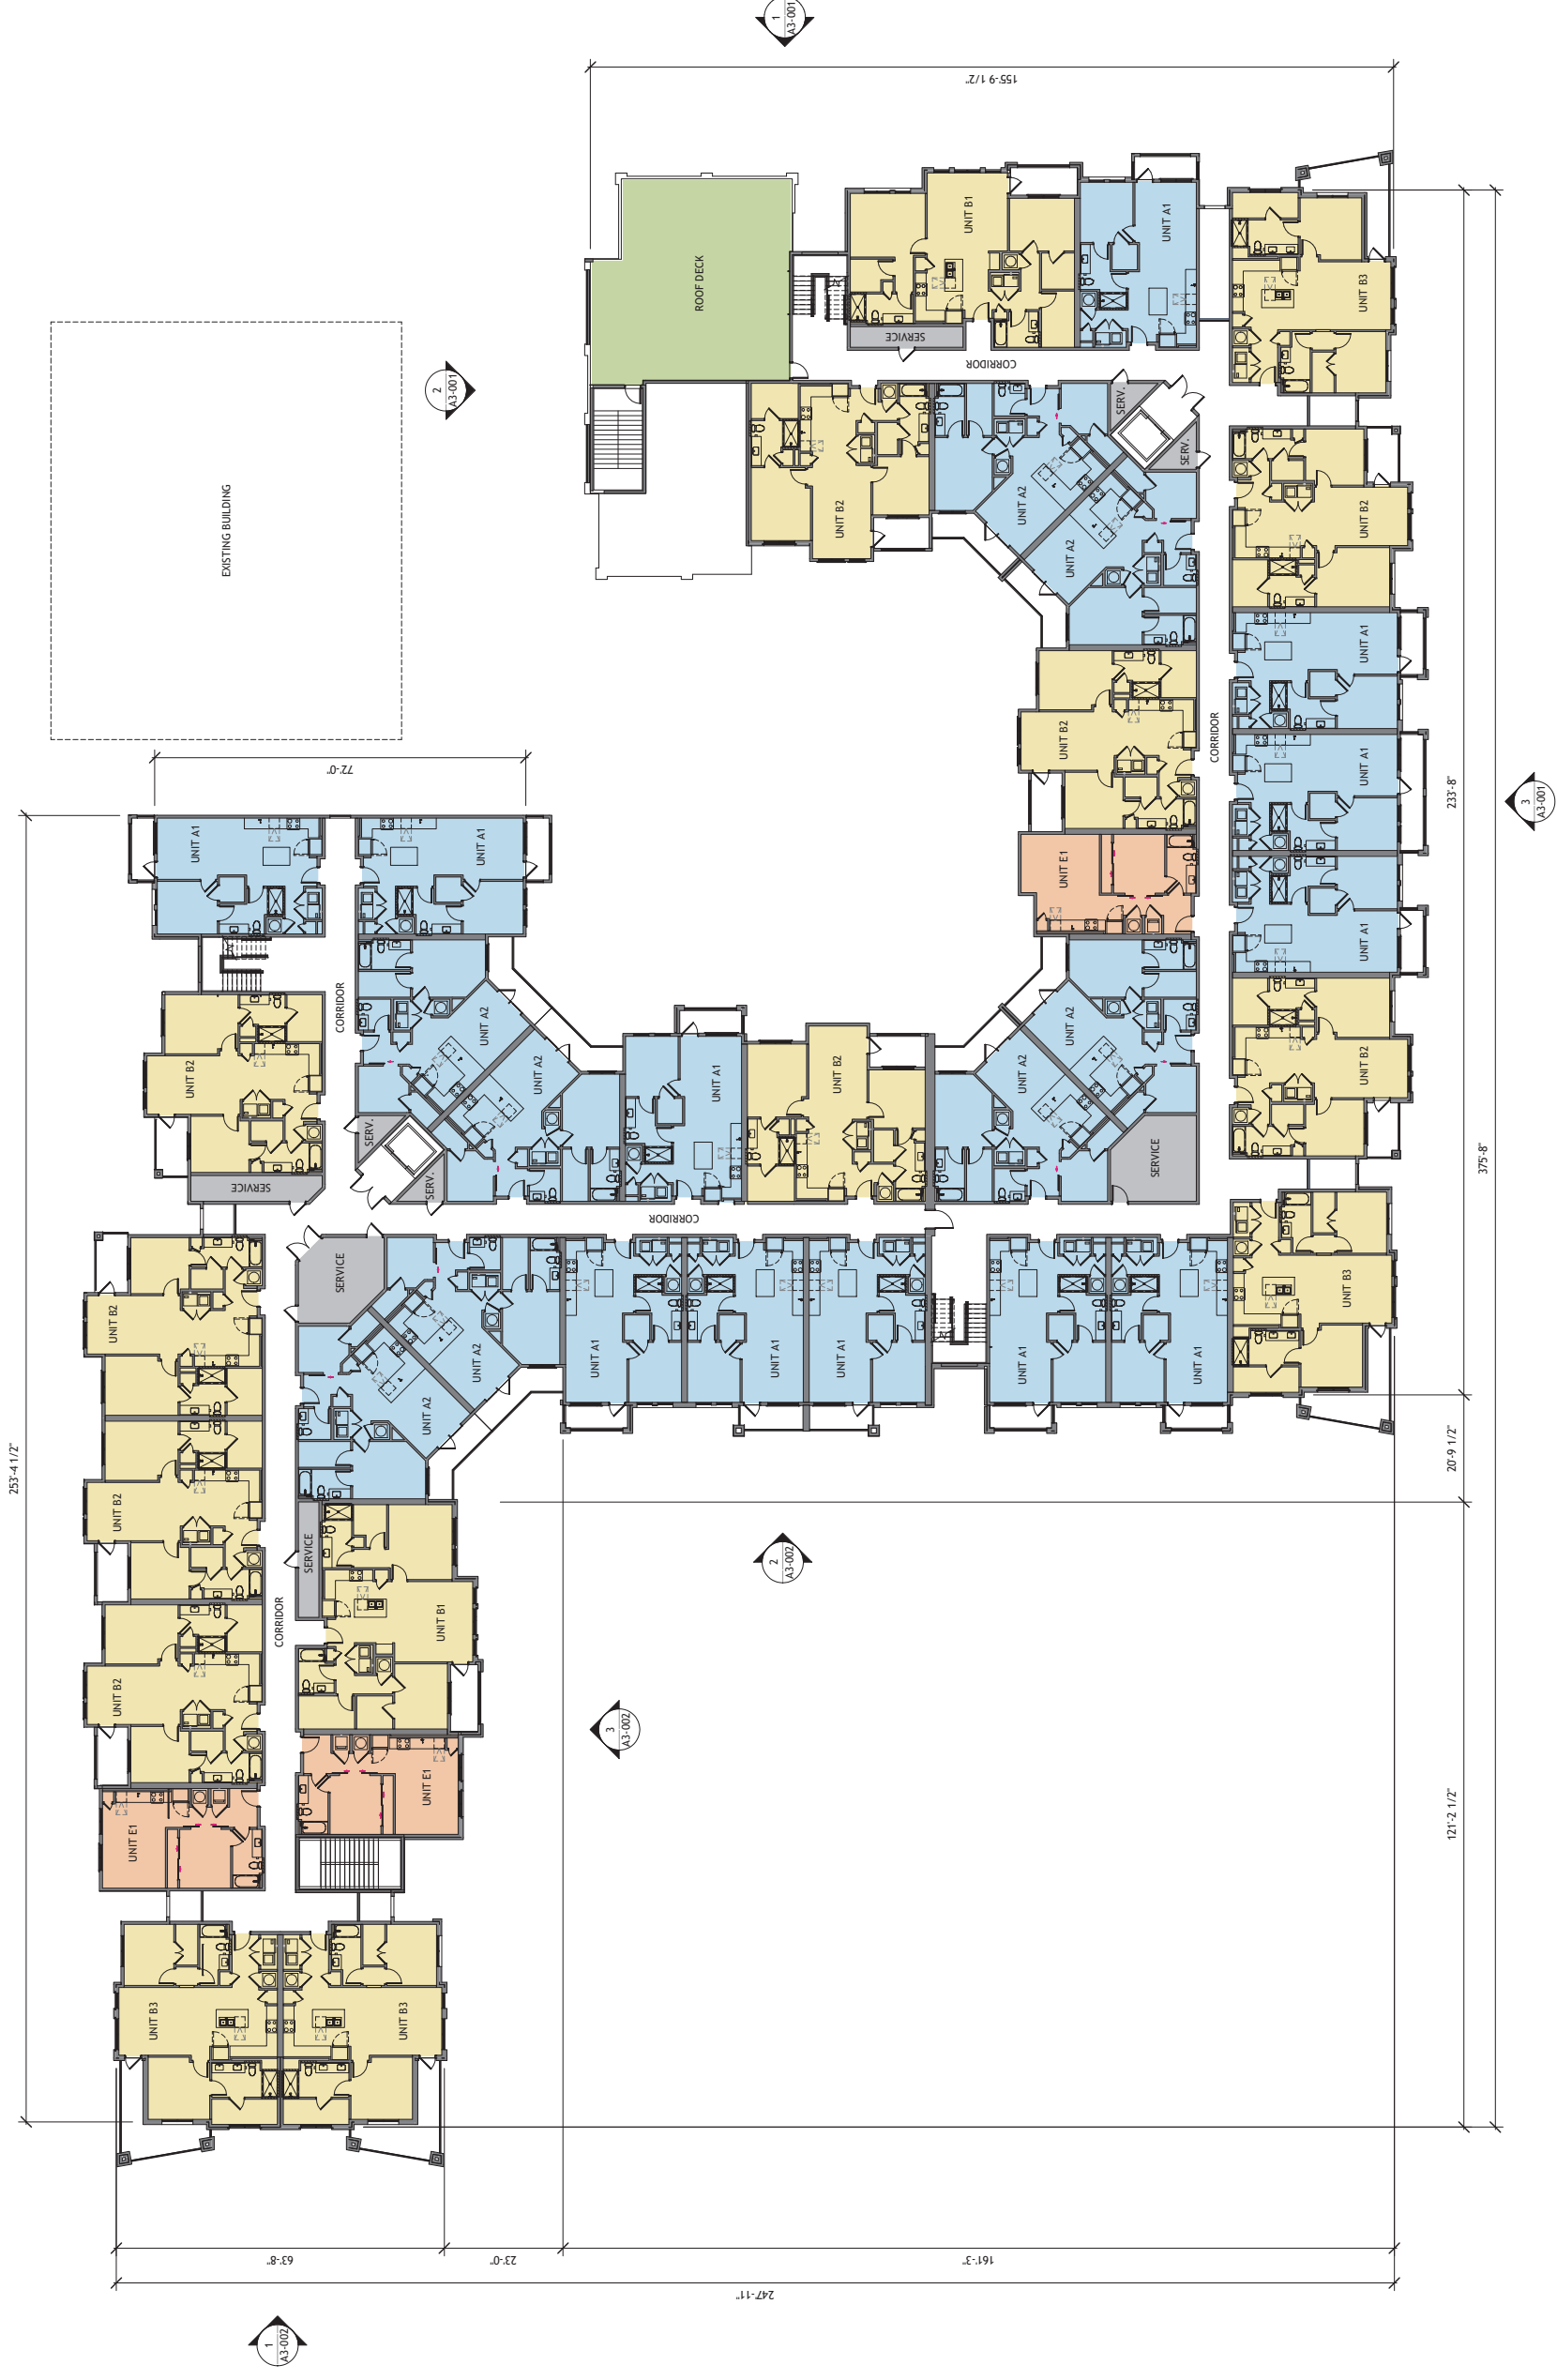 1
A3-001
155'-9 1/2"
ROOF DECK
UNIT B1
UNIT A1
UNIT B3
SERVICE
CORRIDOR
2
A3-001
EXISTING BUILDING
SERV.
SERV.
UNIT B2
UNIT A2
UNIT A2
UNIT B2
UNIT A1
UNIT B2
CORRIDOR
UNIT A1
233'-8"
3
A3-001
72'-0"
UNIT A1
UNIT A1
UNIT E1
UNIT A1
CORRIDOR
UNIT B2
UNIT A2
UNIT A2
UNIT A1
UNIT B2
UNIT A2
UNIT A2
UNIT B2
SERV.
SERV.
SERVICE
SERVICE
375'-8"
CORRIDOR
SERVICE
UNIT B2
UNIT A2
UNIT A2
UNIT A1
UNIT A1
UNIT A1
UNIT A1
UNIT A1
UNIT B3
253'-4 1/2"
20'-9 1/2"
UNIT B2
SERVICE
2
A3-002
CORRIDOR
UNIT B1
UNIT B2
3
A3-002
UNIT E1
UNIT E1
121'-2 1/2"
UNIT B3
UNIT B3
63'-8"
23'-0"
161'-3"
247'-11"
1
A3-002